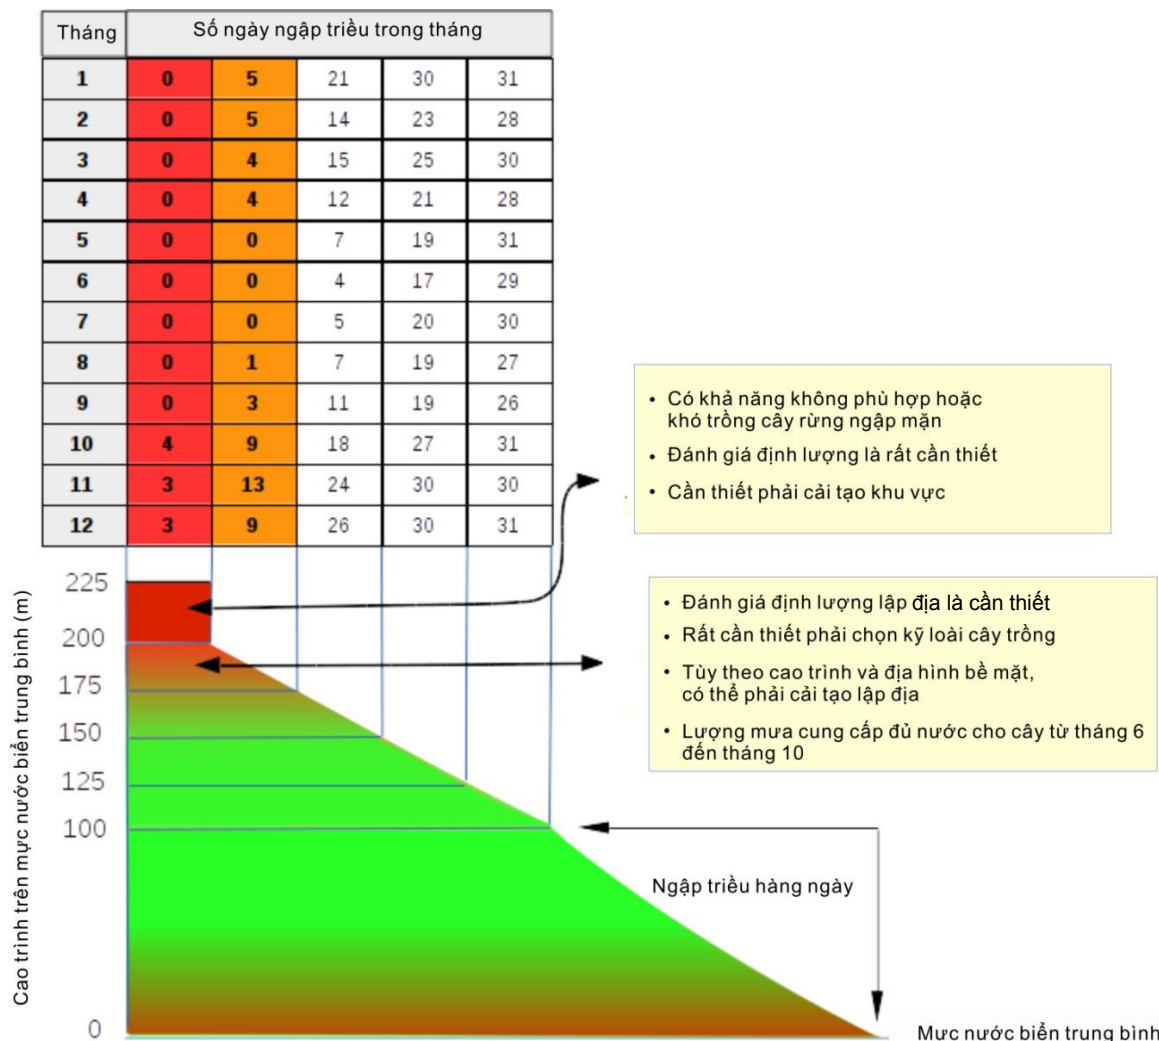 Tháng Số ngày ngập triều trong tháng
1 0 5 21 30 31
2 0 5 14 23 28
3 0 4 15 25 30
4 0 4 12 21 28
5 0 0 7 19 31
6 0 0 4 17 29
7 0 0 5 20 30
8 0 1 7 19 27
9 0 3 11 19 26
10 4 9 18 27 31
11 3 13 24 30 30
12 3 9 26 30 31
• Có khả năng không phù hợp hoặc
khó trồng cây rừng ngập mặn
• Đánh giá định lượng là rất cần thiết
• Cần thiết phải cải tạo khu vực
Cao trình trên mực nước biển trung bình (m)
225
200
175
150
125
100
0
• Đánh giá định lượng lập địa là cần thiết
• Rất cần thiết phải chọn kỹ loài cây trồng
• Tùy theo cao trình và địa hình bề mặt,
có thể phải cải tạo lập địa
• Lượng mưa cung cấp đủ nước cho cây từ tháng 6
đến tháng 10
Ngập triều hàng ngày
Mực nước biển trung bình